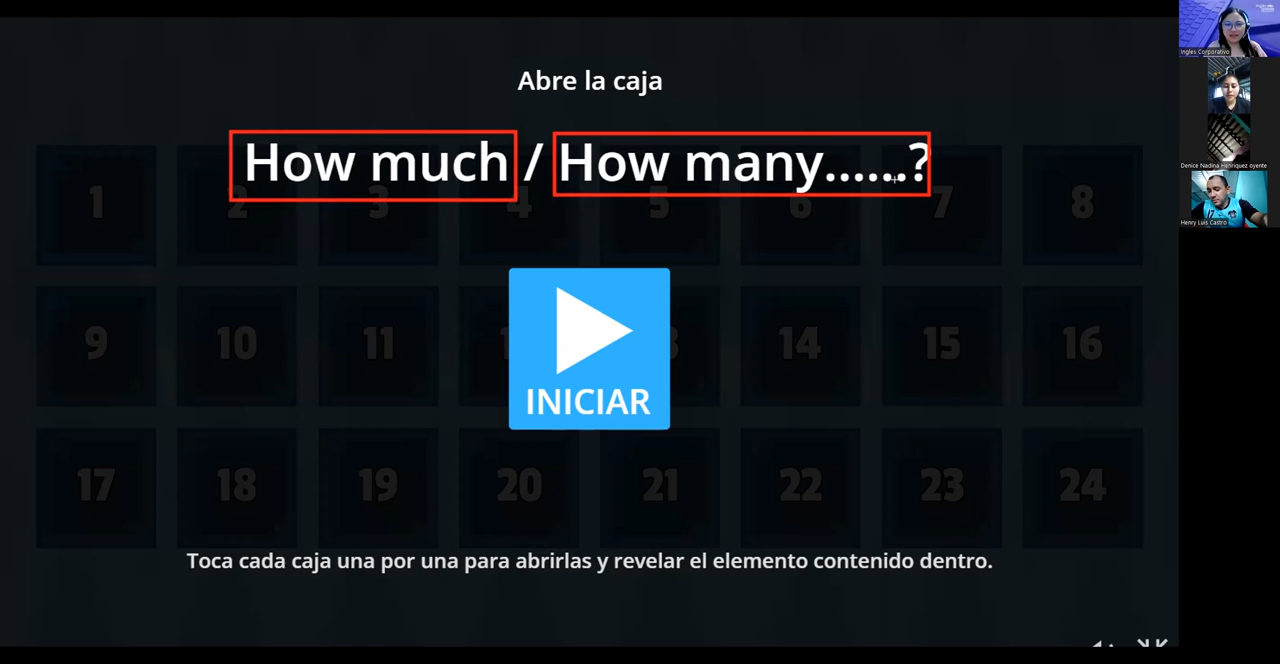 Abre la caja
How much / How many......?
1 2 3 4 5 6 7 8
9 10 11 14 15 16
INICIAR
17 18 19 20 21 22 23 24
Toca cada caja una por una para abrirlas y revelar el elemento contenido dentro.
Ingles Corporativo
Denice Nadina Henriquez oyente
Henry Luis Castro